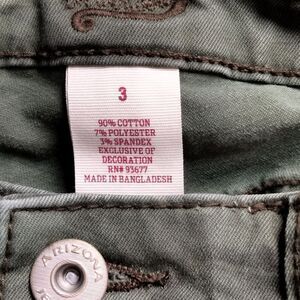 3
90% COTTON
7% POLYESTER
3% SPANDEX
EXCLUSIVE OF
DECORATION
RN# 93677
MADE IN BANGLADESH
ARIZONA